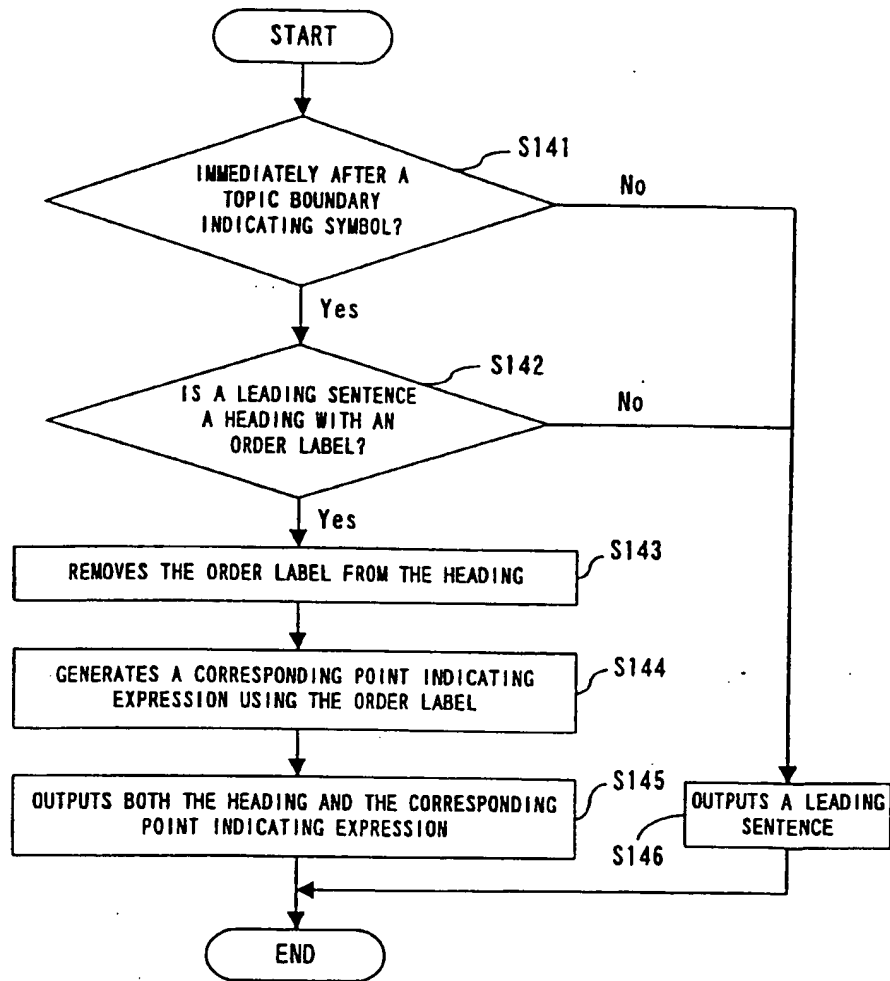 START
S141
IMMEDIATELY AFTER A
TOPIC BOUNDARY
INDICATING SYMBOL?
No
Yes
S142
IS A LEADING SENTENCE
A HEADING WITH AN
ORDER LABEL?
No
Yes
S143
REMOVES THE ORDER LABEL FROM THE HEADING
S144
GENERATES A CORRESPONDING POINT INDICATING
EXPRESSION USING THE ORDER LABEL
S145
OUTPUTS BOTH THE HEADING AND THE CORRESPONDING
POINT INDICATING EXPRESSION
OUTPUTS A LEADING
SENTENCE
S146
END